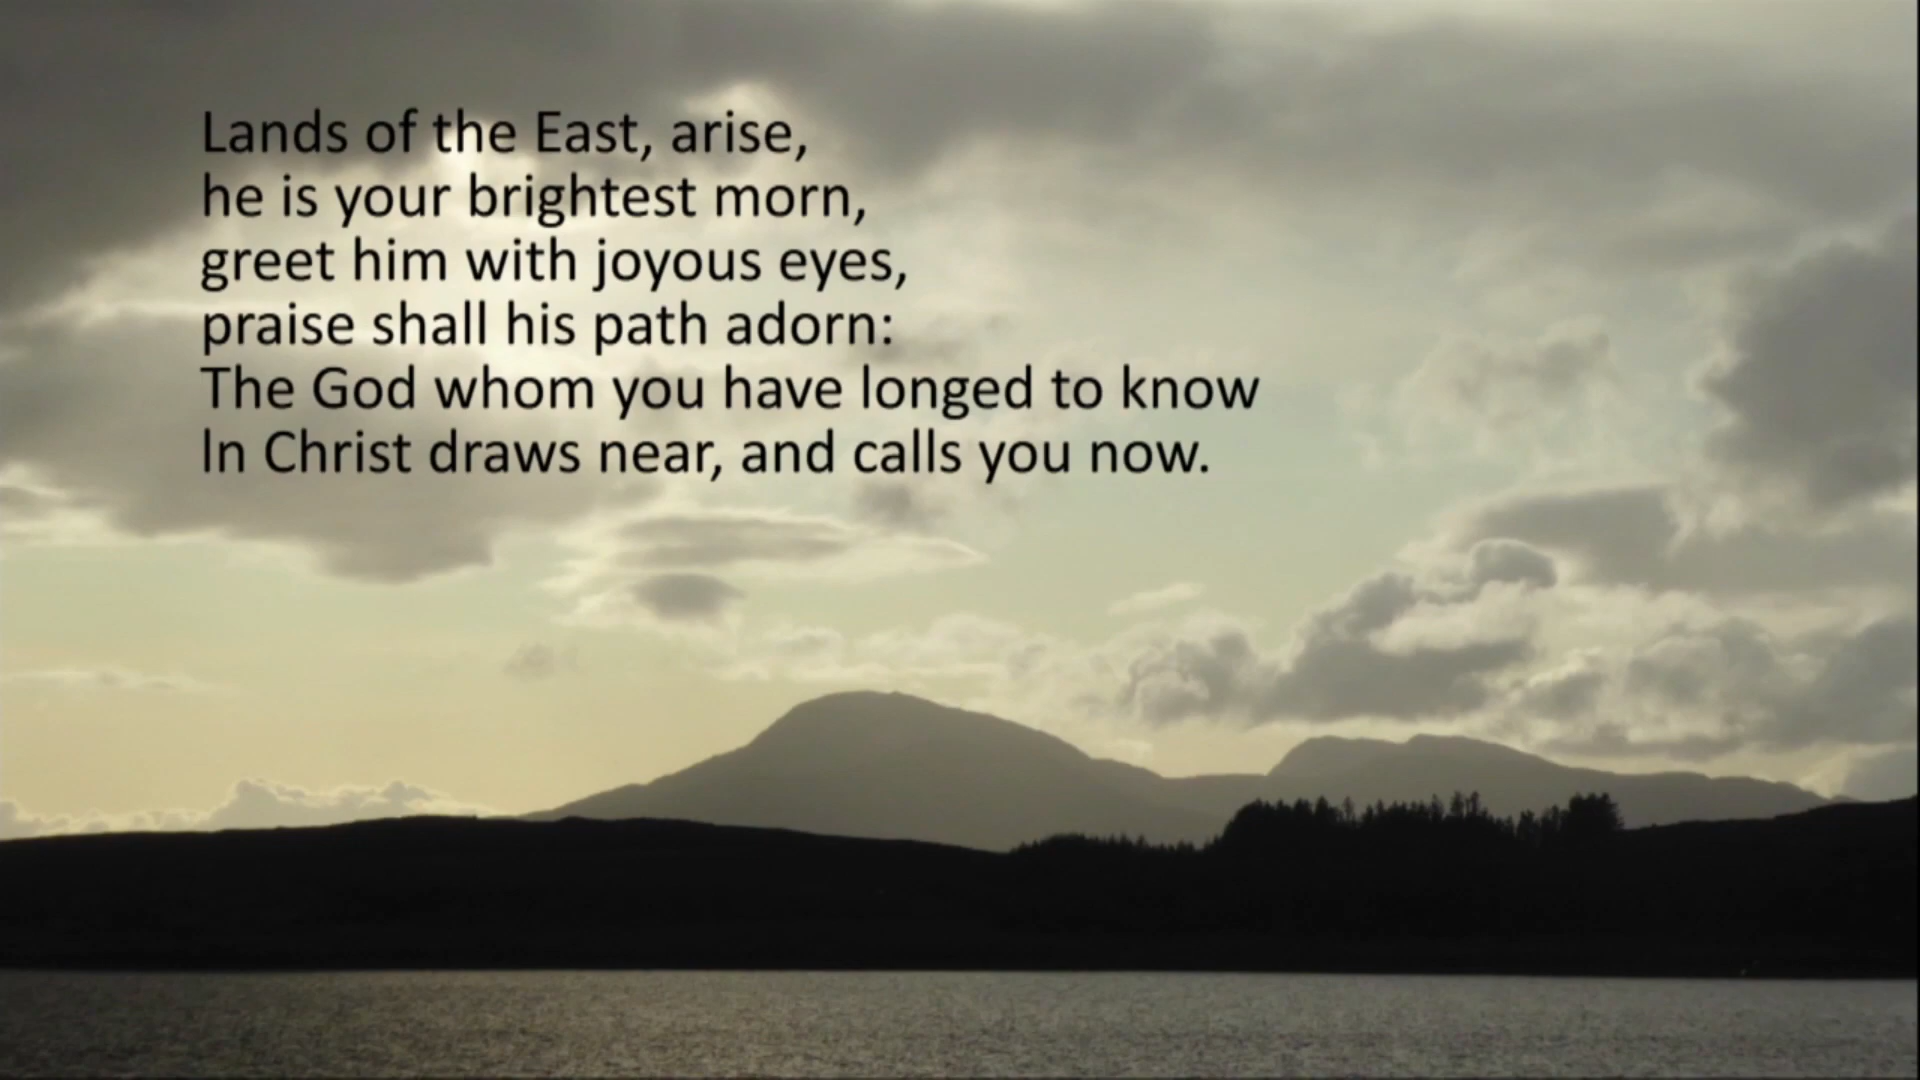 Lands of the East, arise,
he is your brightest morn,
greet him with joyous eyes,
praise shall his path adorn:
The God whom you have longed to know
In Christ draws near, and calls you now.